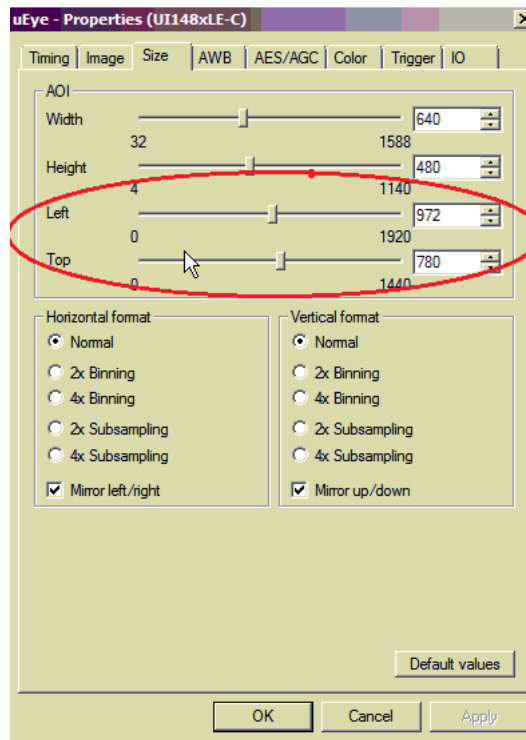 uEye - Properties (UI148xLE-C)
Timing Image Size AWB AES/AGC Color Trigger IO
AOI
Width 640
32 1588
Height 480
4 1140
Left 972
0 1920
Top 780
0 1440
Horizontal format Vertical format
Normal Normal
2x Binning 2x Binning
4x Binning 4x Binning
2x Subsampling 2x Subsampling
4x Subsampling 4x Subsampling
Mirror left/right Mirror up/down
Default values
OK Cancel Apply